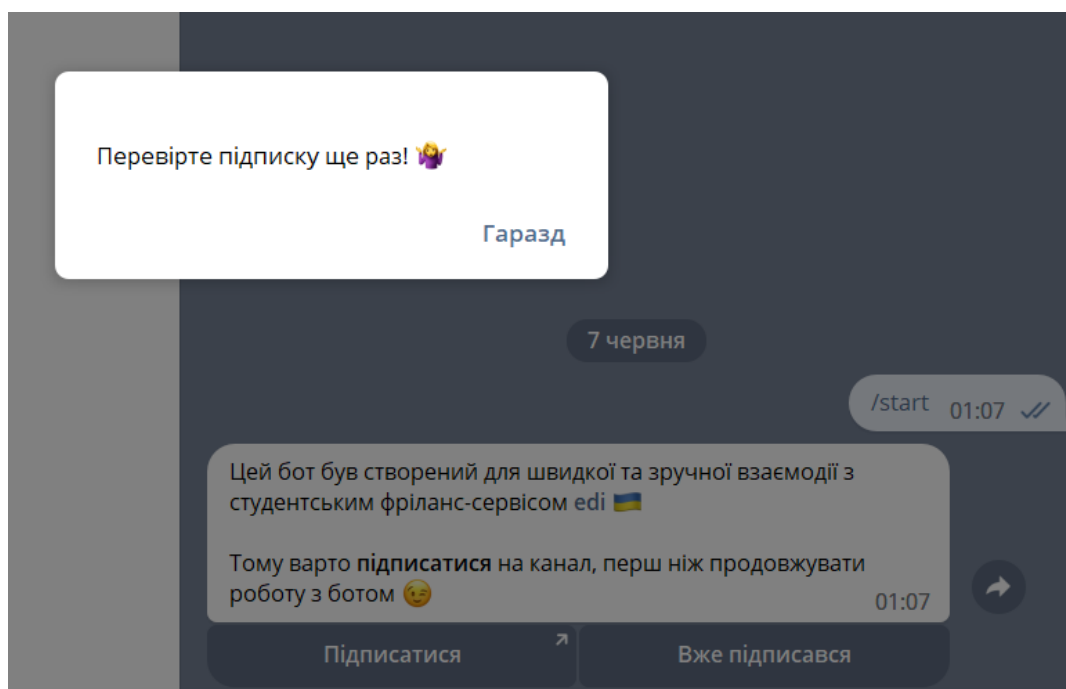 Перевірте підписку ще раз! 🤷‍♀️
Гаразд
7 червня
/start 01:07
Цей бот був створений для швидкої та зручної взаємодії з
студентським фріланс-сервісом edi 🇺🇦
Тому варто підписатися на канал, перш ніж продовжувати
роботу з ботом 😉
01:07
Підписатися
Вже підписався